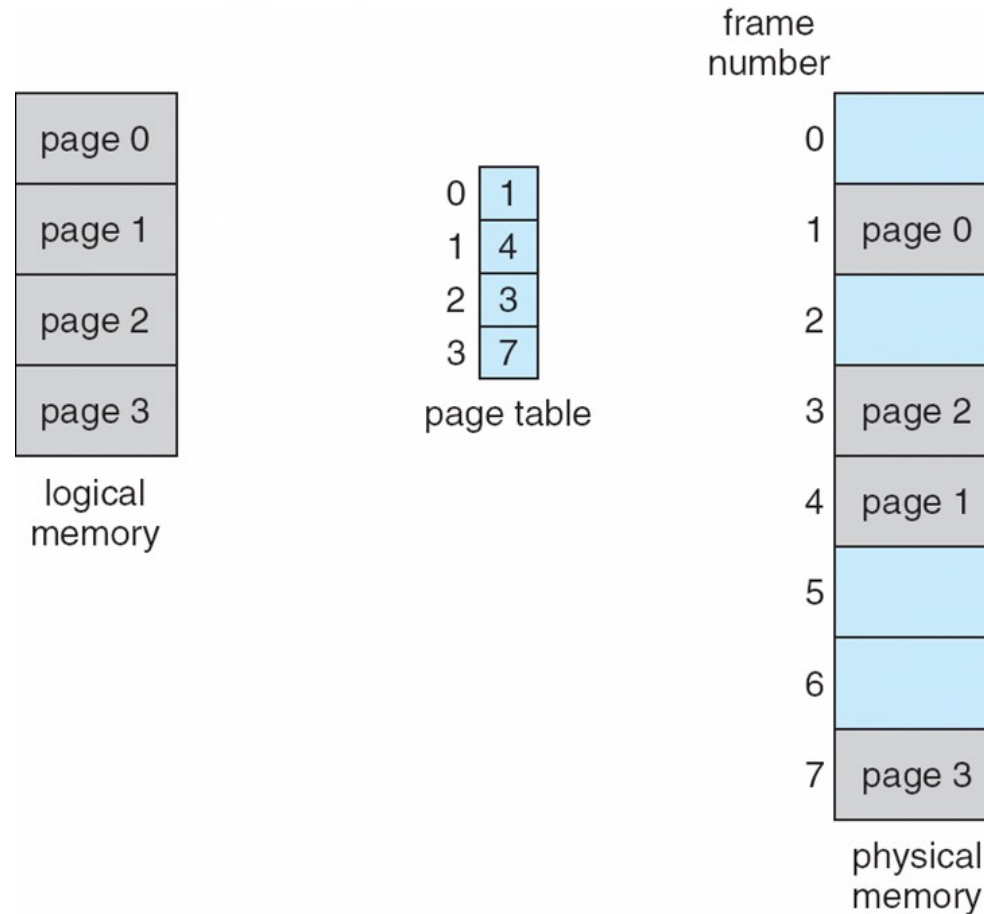 page 0
page 1
page 2
page 3
logical
memory
0 1
1 4
2 3
3 7
page table
frame
number
0
1 page 0
2
3 page 2
4 page 1
5
6
7 page 3
physical
memory